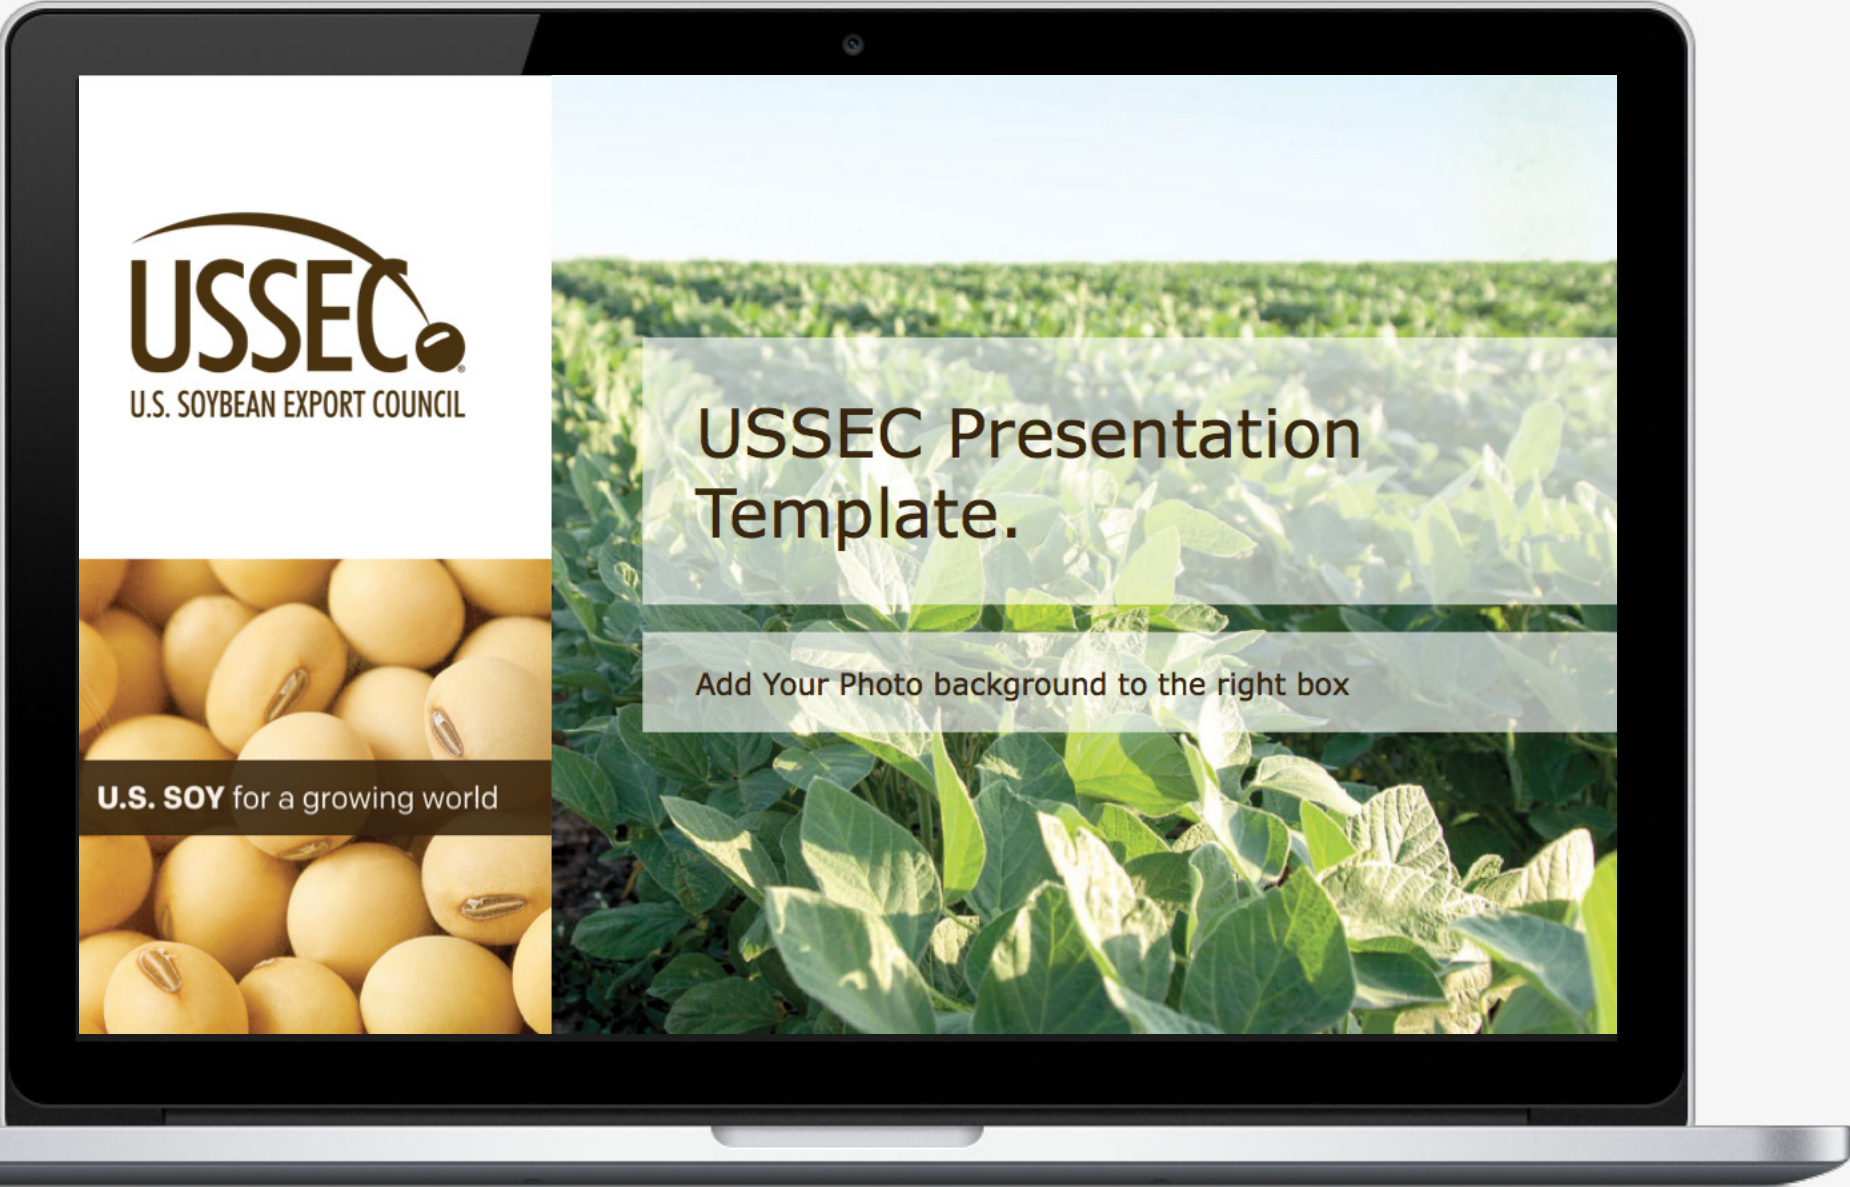 USSEC®
U.S. SOYBEAN EXPORT COUNCIL
U.S. SOY for a growing world
USSEC Presentation
Template.
Add Your Photo background to the right box